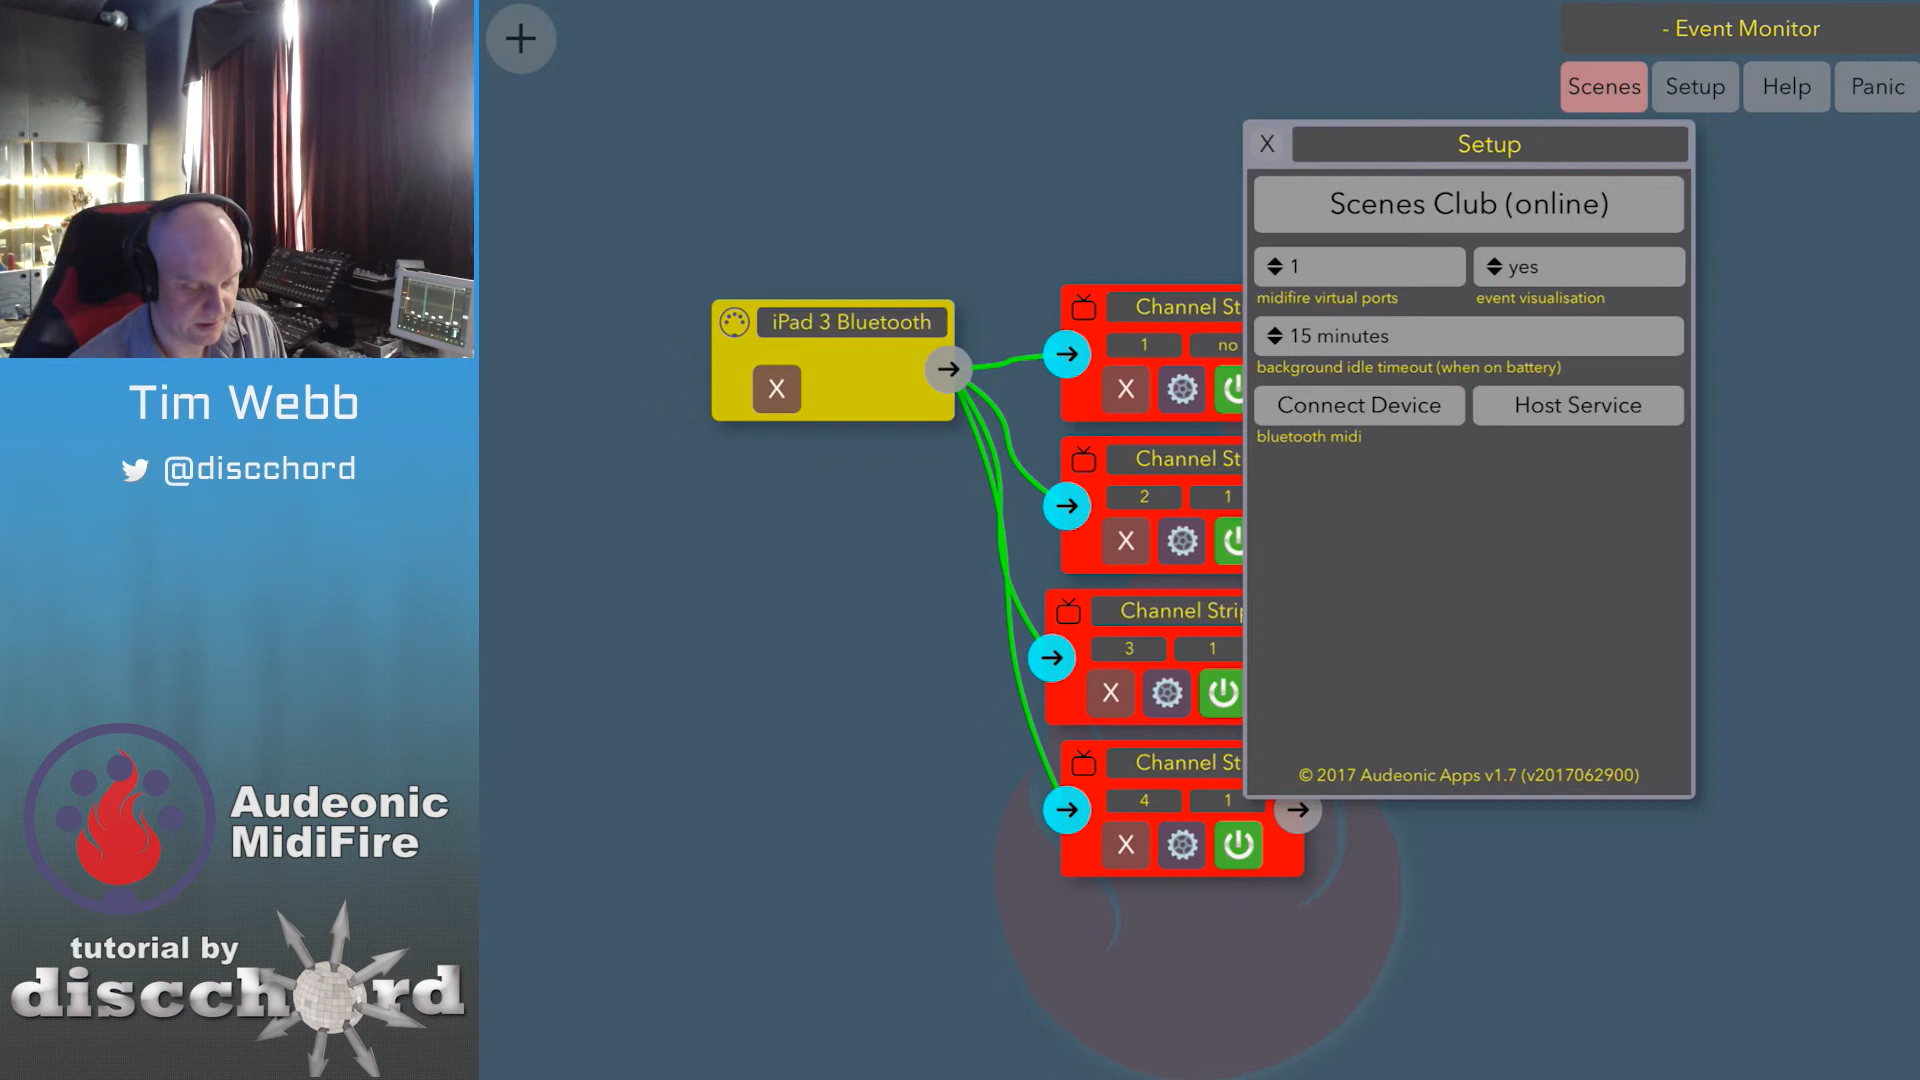 - Event Monitor
Scenes
Setup
Help
Panic
X
Setup
Scenes Club (online)
1
yes
midifire virtual ports
event visualisation
15 minutes
background idle timeout (when on battery)
Connect Device
Host Service
bluetooth midi
© 2017 Audeonic Apps v1.7 (v2017062900)
iPad 3 Bluetooth
X
Channel St
1
no
X
Channel St
2
1
X
Channel Strip
3
1
X
Channel St
4
1
X
Tim Webb
@discchord
Audeonic
MidiFire
tutorial by
discchord